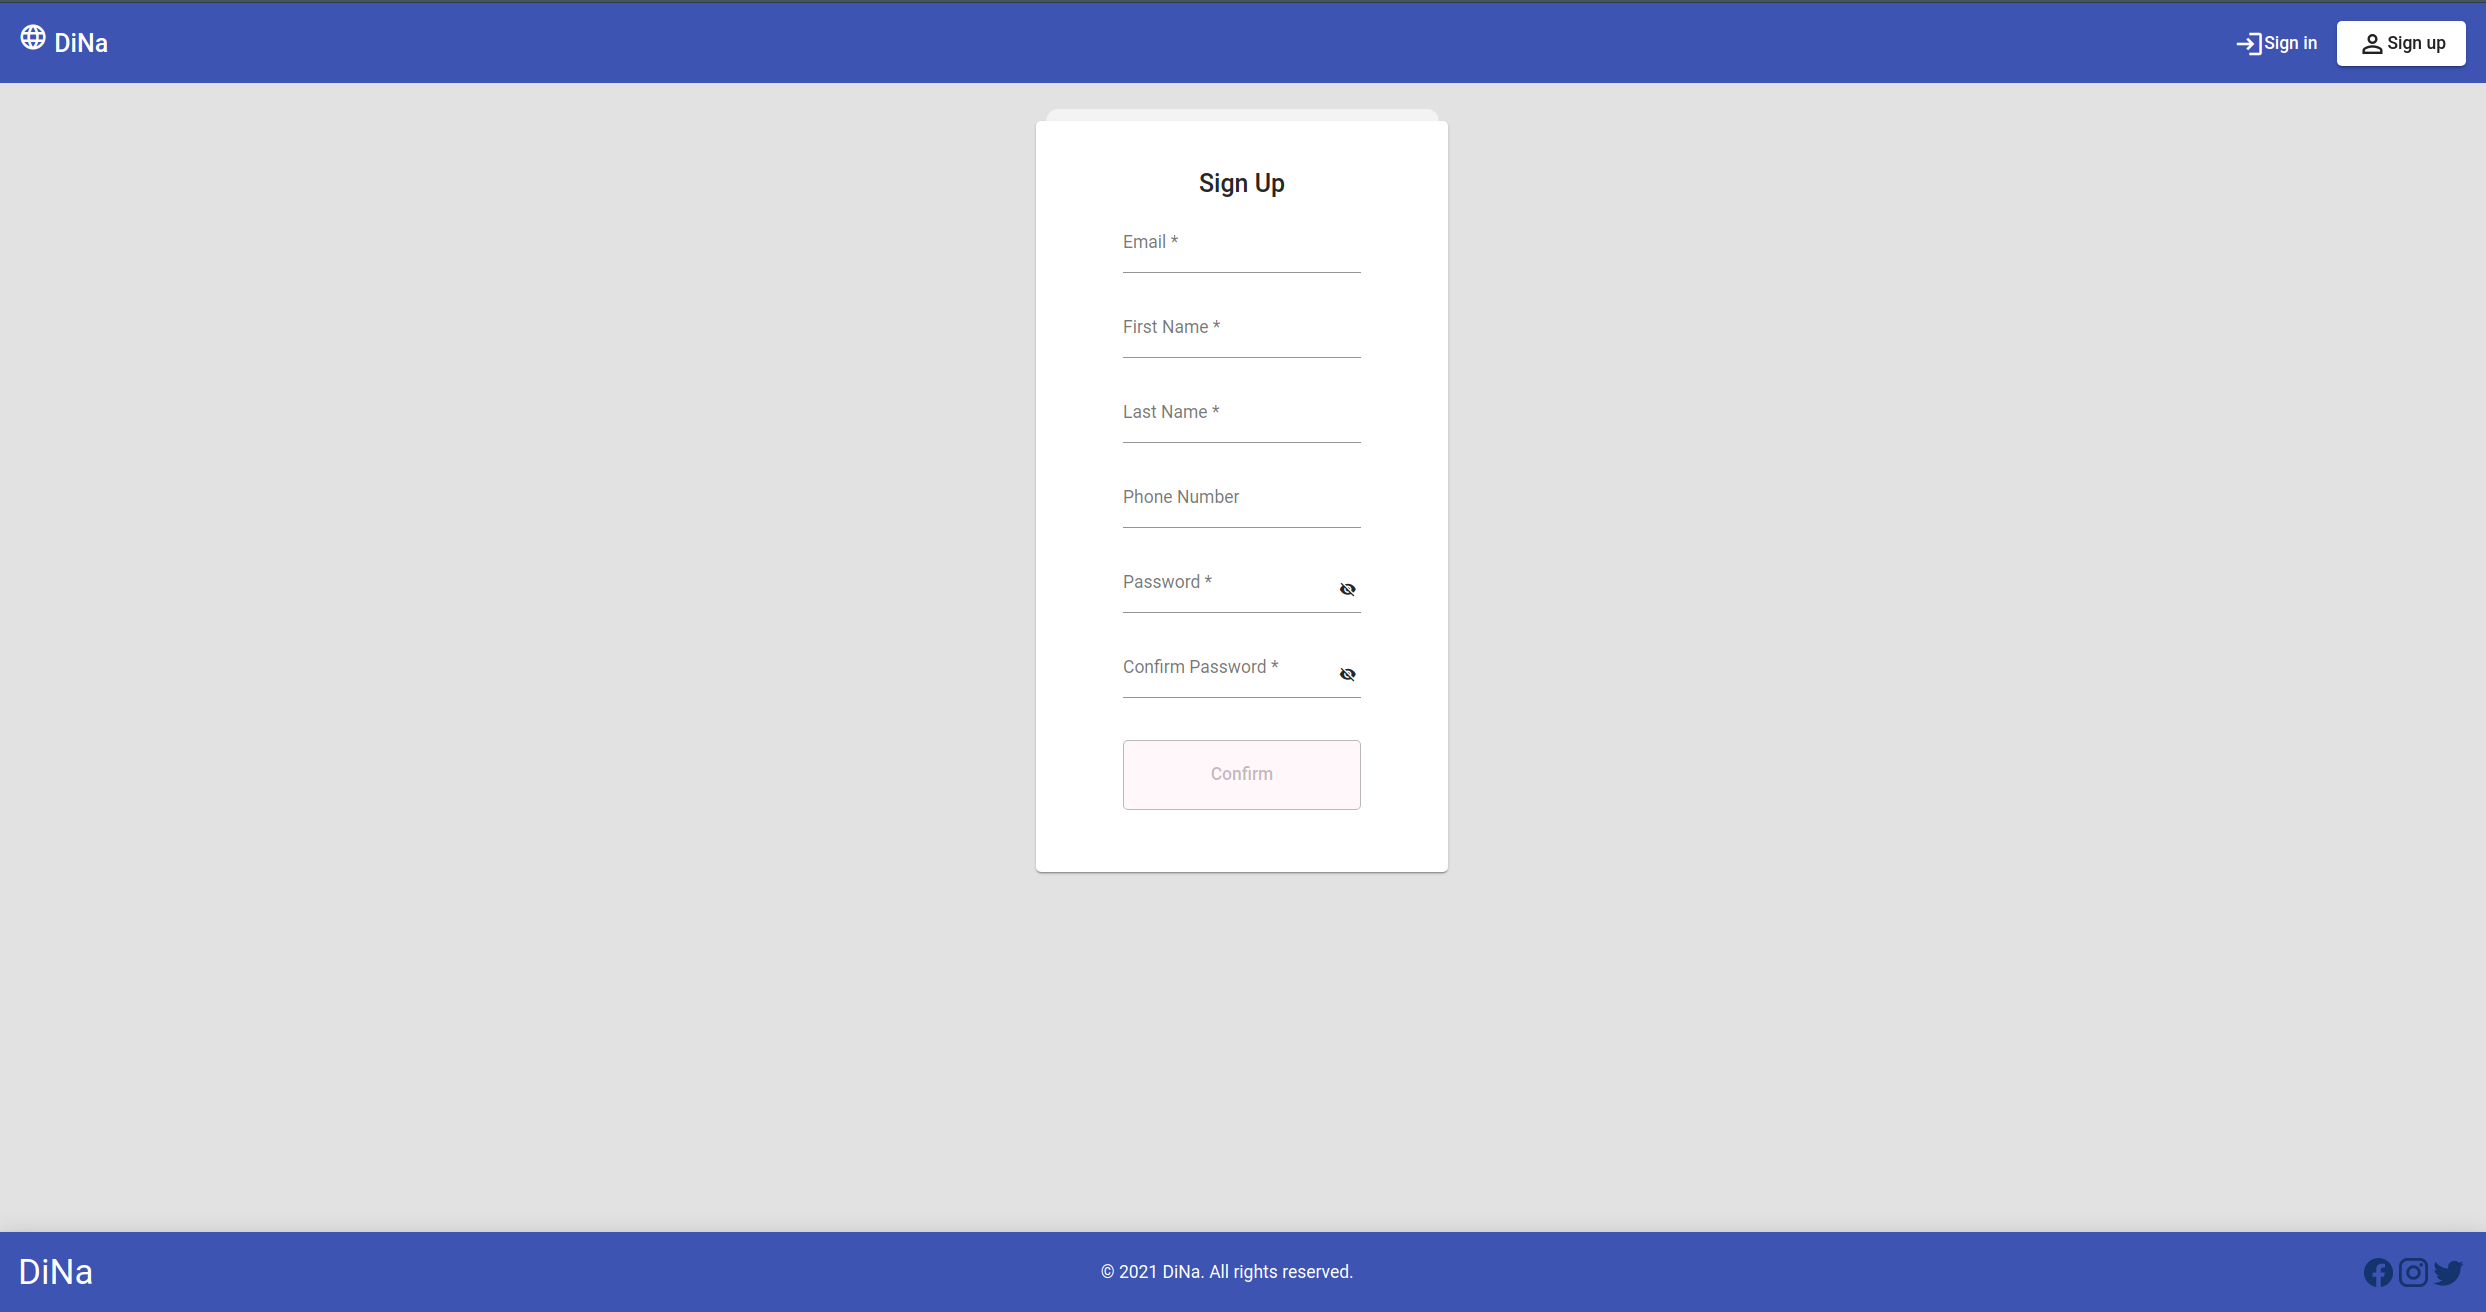 DiNa
Sign in
Sign up
Sign Up
Email *
First Name *
Last Name *
Phone Number
Password *
Confirm Password *
Confirm
DiNa
© 2021 DiNa. All rights reserved.